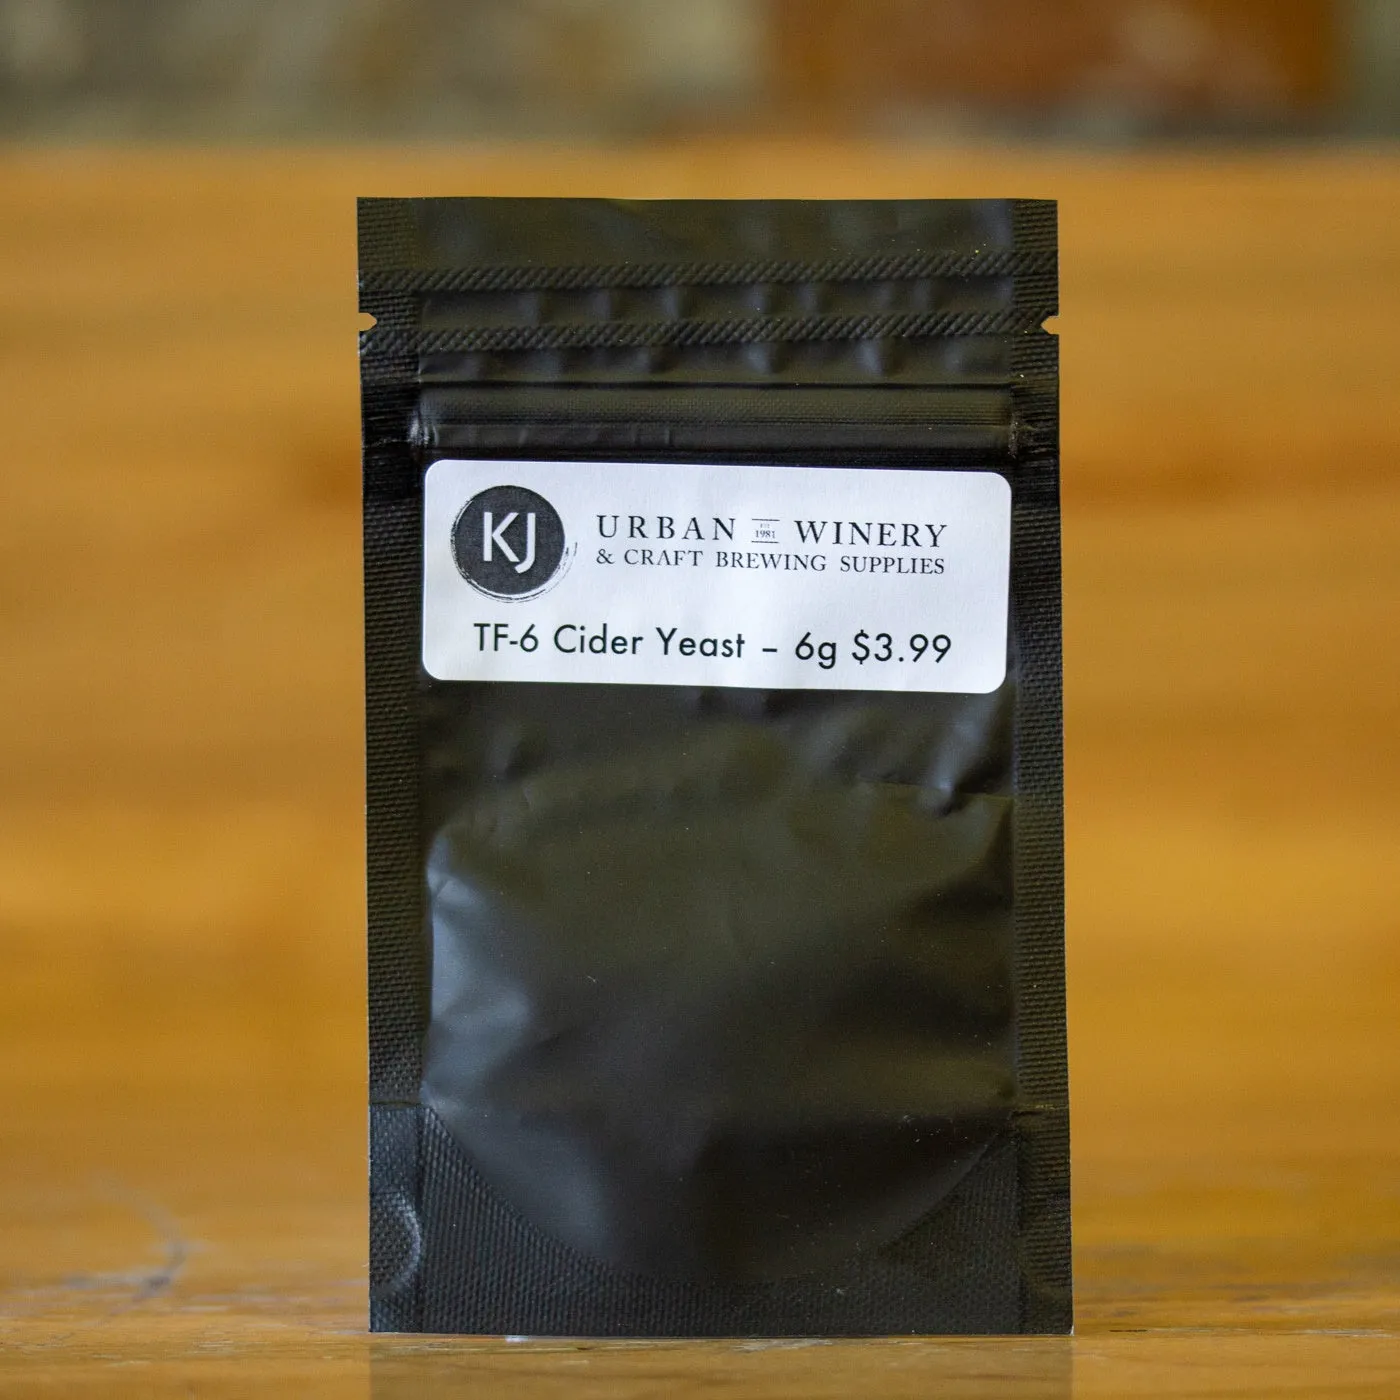 KJ
URBAN EST 1981 WINERY
& CRAFT BREWING SUPPLIES
TF-6 Cider Yeast – 6g $3.99